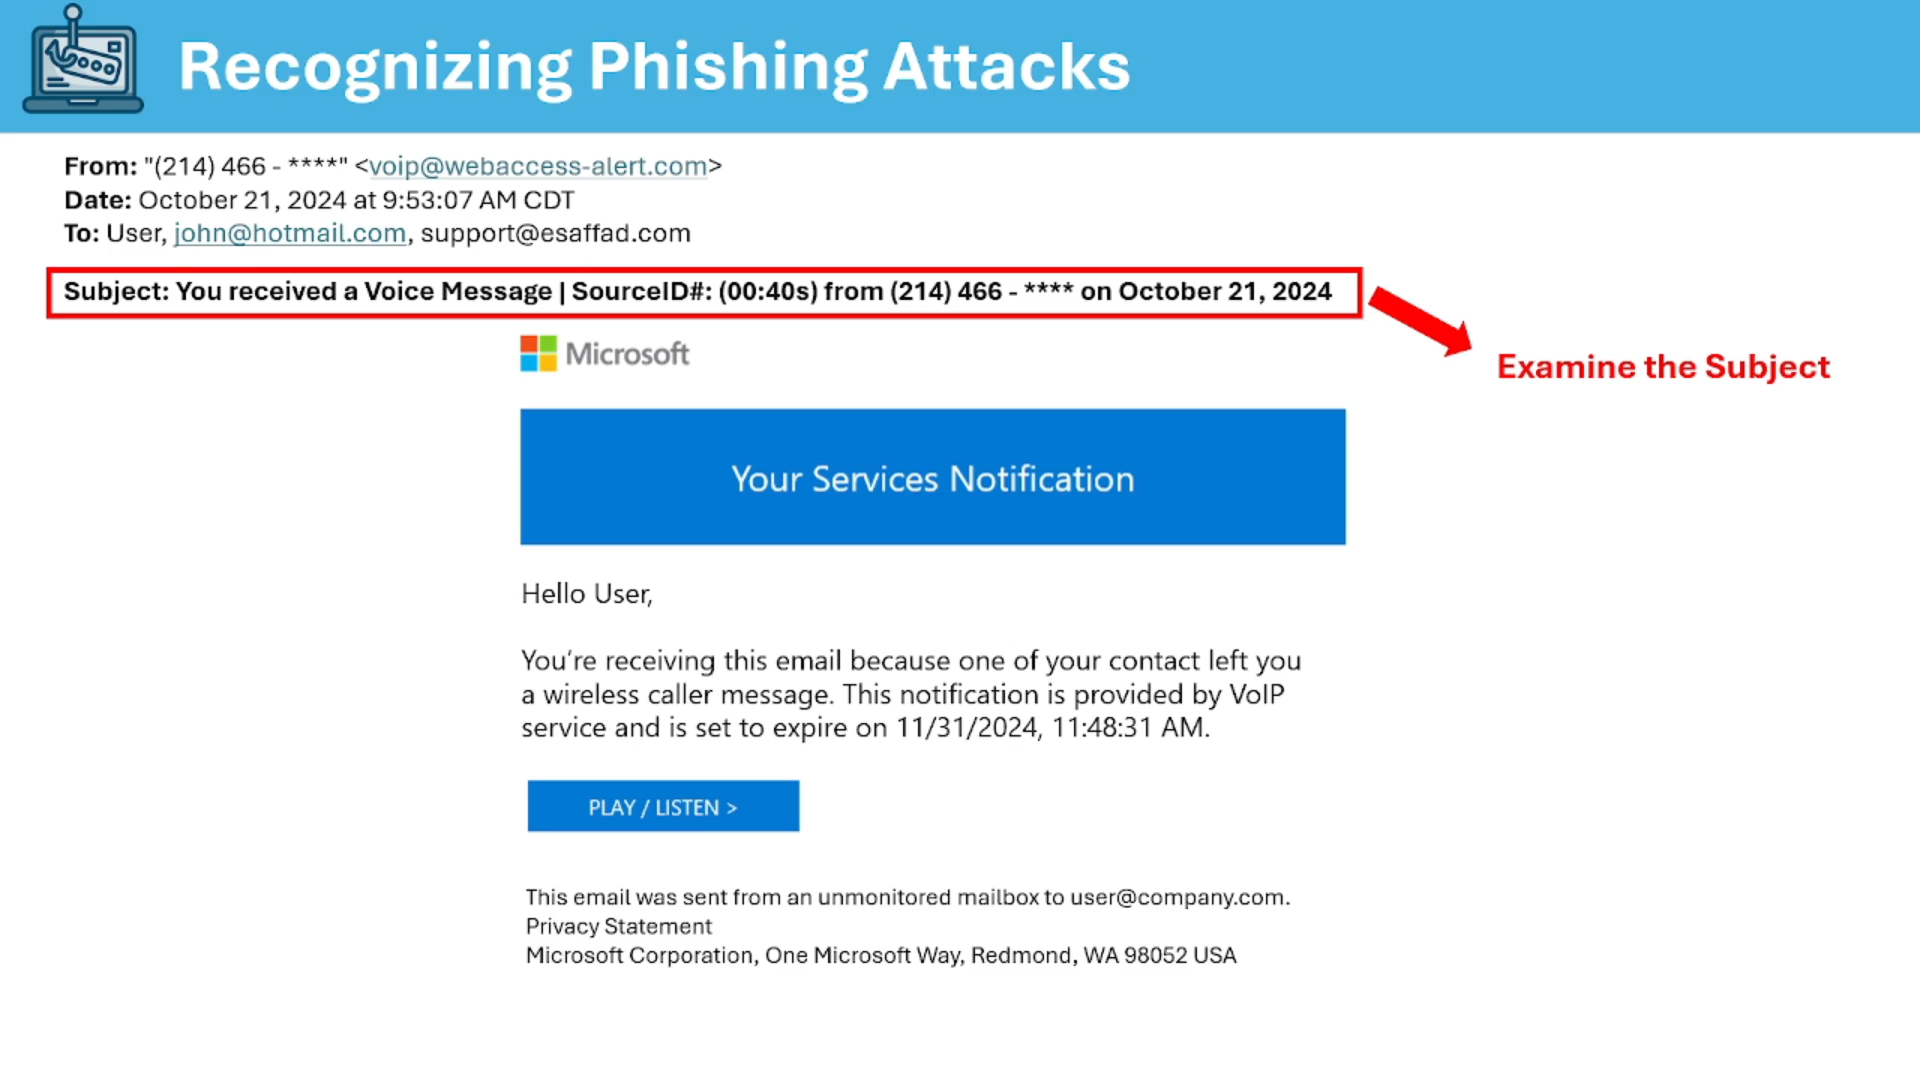 Recognizing Phishing Attacks
From: "(214) 466 - ****" <voip@webaccess-alert.com>
Date: October 21, 2024 at 9:53:07 AM CDT
To: User, john@hotmail.com, support@esaffad.com
Subject: You received a Voice Message | SourceID#: (00:40s) from (214) 466 - **** on October 21, 2024
Examine the Subject
Microsoft
Your Services Notification
Hello User,
You're receiving this email because one of your contact left you
a wireless caller message. This notification is provided by VoIP
service and is set to expire on 11/31/2024, 11:48:31 AM.
PLAY / LISTEN >
This email was sent from an unmonitored mailbox to user@company.com.
Privacy Statement
Microsoft Corporation, One Microsoft Way, Redmond, WA 98052 USA